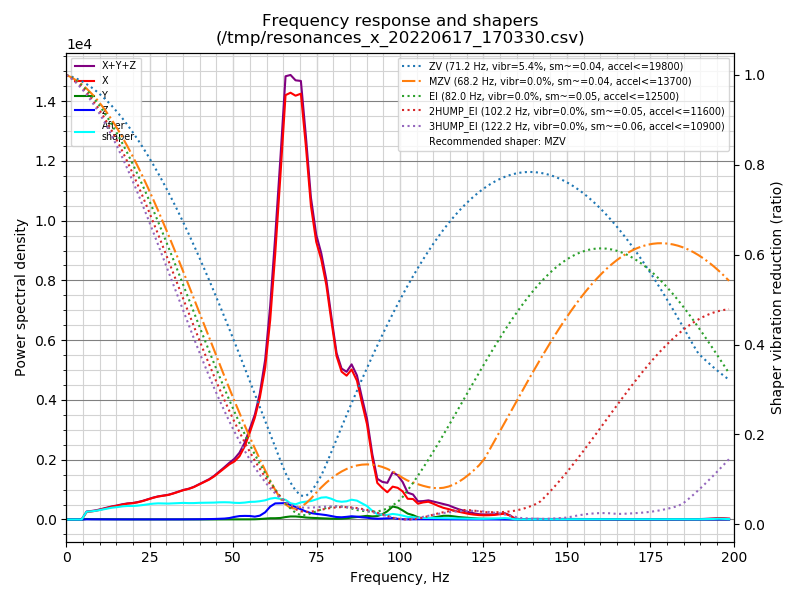 Frequency response and shapers
(/tmp/resonances_x_20220617_170330.csv)
1e4
X+Y+Z
X
Y
Z
After
shaper
ZV (71.2 Hz, vibr=5.4%, sm~=0.04, accel<=19800)
MZV (68.2 Hz, vibr=0.0%, sm~=0.04, accel<=13700)
EI (82.0 Hz, vibr=0.0%, sm~=0.05, accel<=12500)
2HUMP_EI (102.2 Hz, vibr=0.0%, sm~=0.05, accel<=11600)
3HUMP_EI (122.2 Hz, vibr=0.0%, sm~=0.06, accel<=10900)
Recommended shaper: MZV
Power spectral density
1.4
1.2
1.0
0.8
0.6
0.4
0.2
0.0
0
25
50
75
100
125
150
175
200
Frequency, Hz
1.0
0.8
0.6
0.4
0.2
0.0
Shaper vibration reduction (ratio)